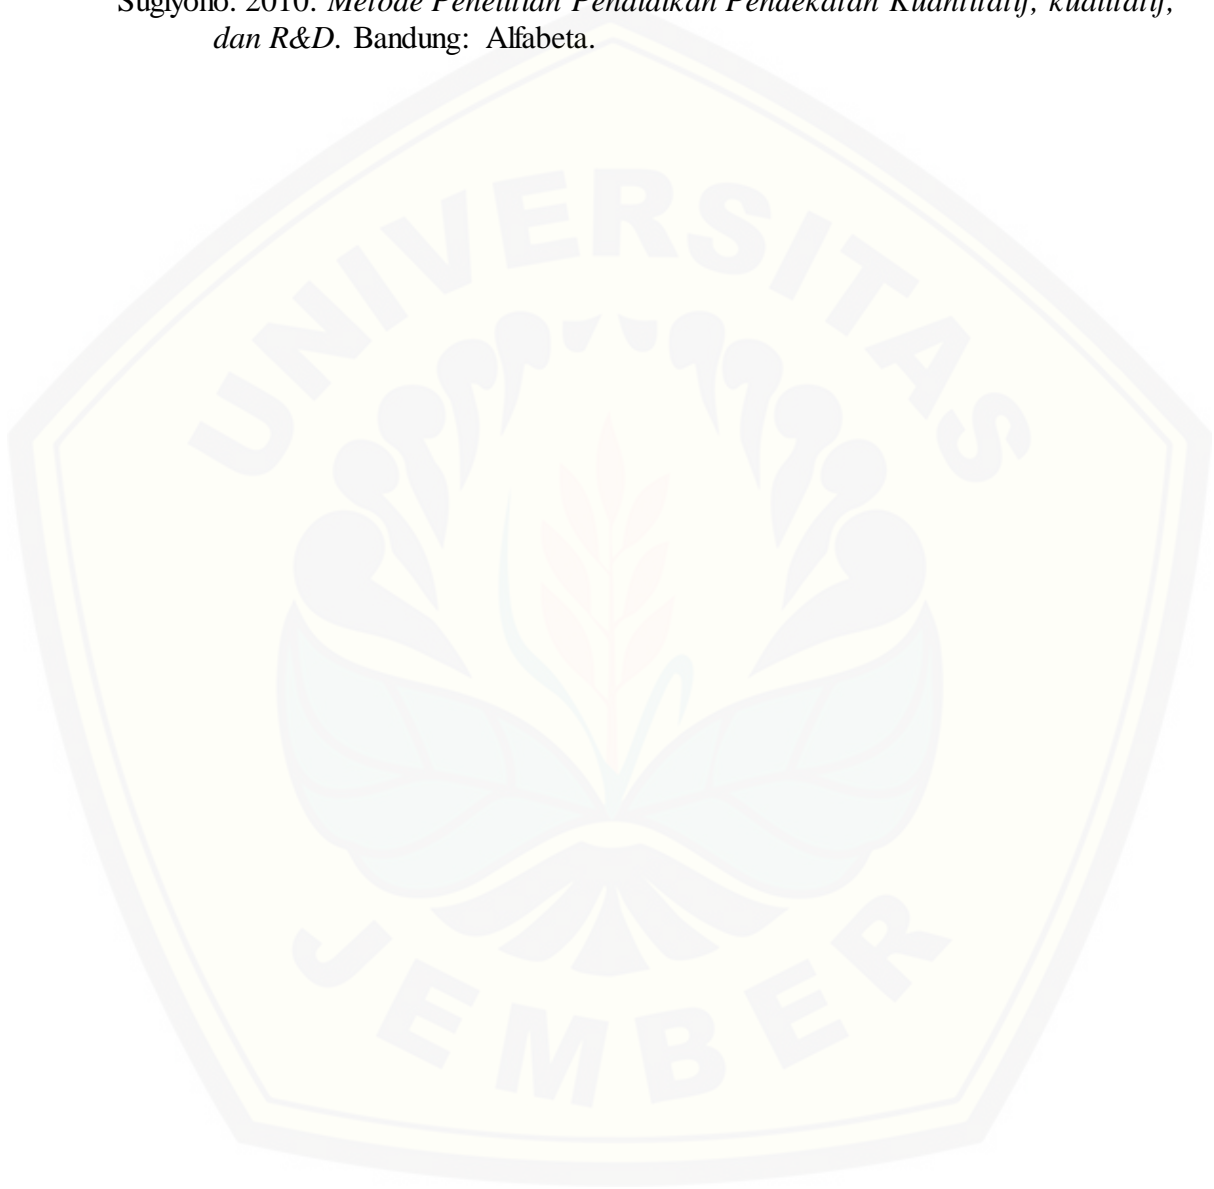 Sugiyono. 2010. Metode Penelitian Pendidikan Pendekatan Kuantitatif, kualitatif,
dan R&D. Bandung: Alfabeta.
UNIVERSITAS
JEMBER